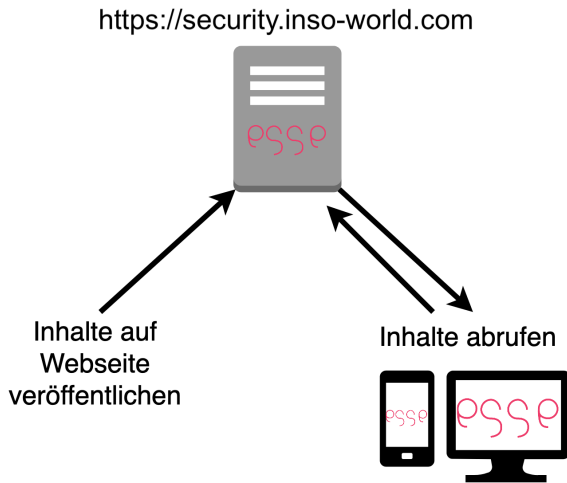 https://security.inso-world.com
esse
Inhalte auf
Webseite
veröffentlichen
Inhalte abrufen
esse
esse